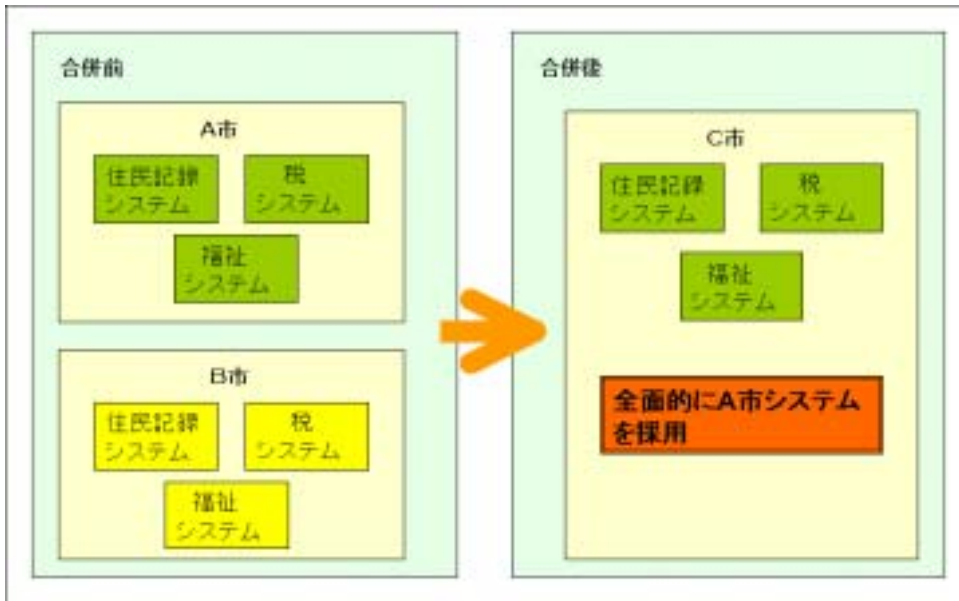 合併前
A市
住民記録
システム
税
システム
福祉
システム
B市
住民記録
システム
税
システム
福祉
システム
合併後
C市
住民記録
システム
税
システム
福祉
システム
全面的にA市システム
を採用